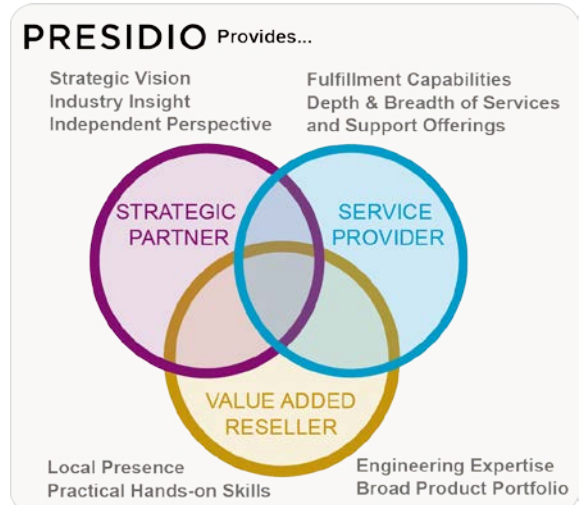 PRESIDIO Provides...
Strategic Vision
Industry Insight
Independent Perspective
Fulfillment Capabilities
Depth & Breadth of Services
and Support Offerings
STRATEGIC
PARTNER
SERVICE
PROVIDER
VALUE ADDED
RESELLER
Local Presence
Practical Hands-on Skills
Engineering Expertise
Broad Product Portfolio